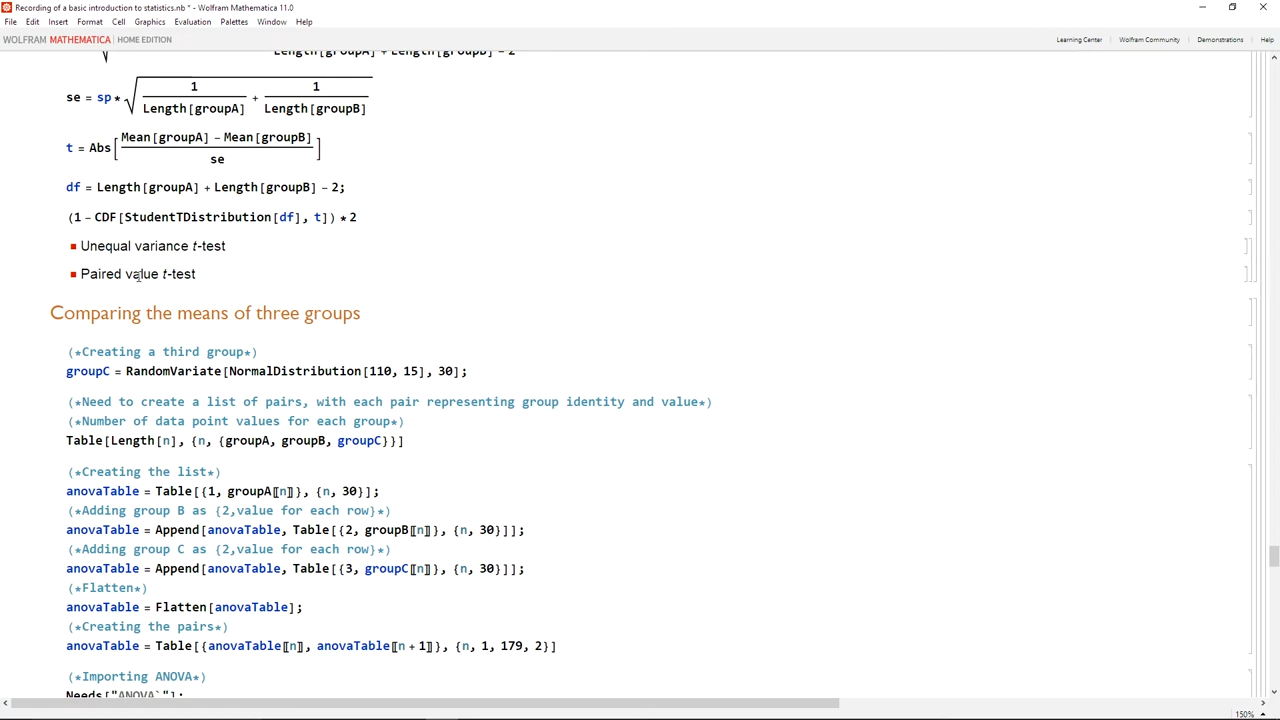 Recording of a basic introduction to statistics.nb * - Wolfram Mathematica 11.0
File Edit Insert Format Cell Graphics Evaluation Palettes Window Help
WOLFRAM MATHEMATICA | HOME EDITION Learning Center Wolfram Community Demonstrations Help
Length[groupA] + Length[groupB] - 2
se = sp * √ 1 / Length[groupA] + 1 / Length[groupB]
t = Abs[ Mean[groupA] - Mean[groupB] / se ]
df = Length[groupA] + Length[groupB] - 2;
(1 - CDF[StudentTDistribution[df], t]) * 2
Unequal variance t-test
Paired value t-test
Comparing the means of three groups
(*Creating a third group*)
groupC = RandomVariate[NormalDistribution[110, 15], 30];
(*Need to create a list of pairs, with each pair representing group identity and value*)
(*Number of data point values for each group*)
Table[Length[n], {n, {groupA, groupB, groupC}}]
(*Creating the list*)
anovaTable = Table[{1, groupA[[n]]}, {n, 30}];
(*Adding group B as {2,value for each row}*)
anovaTable = Append[anovaTable, Table[{2, groupB[[n]]}, {n, 30}]];
(*Adding group C as {2,value for each row}*)
anovaTable = Append[anovaTable, Table[{3, groupC[[n]]}, {n, 30}]];
(*Flatten*)
anovaTable = Flatten[anovaTable];
(*Creating the pairs*)
anovaTable = Table[{anovaTable[[n]], anovaTable[[n + 1]]}, {n, 1, 179, 2}]
(*Importing ANOVA*)
Needs["ANOVA`"];
150%